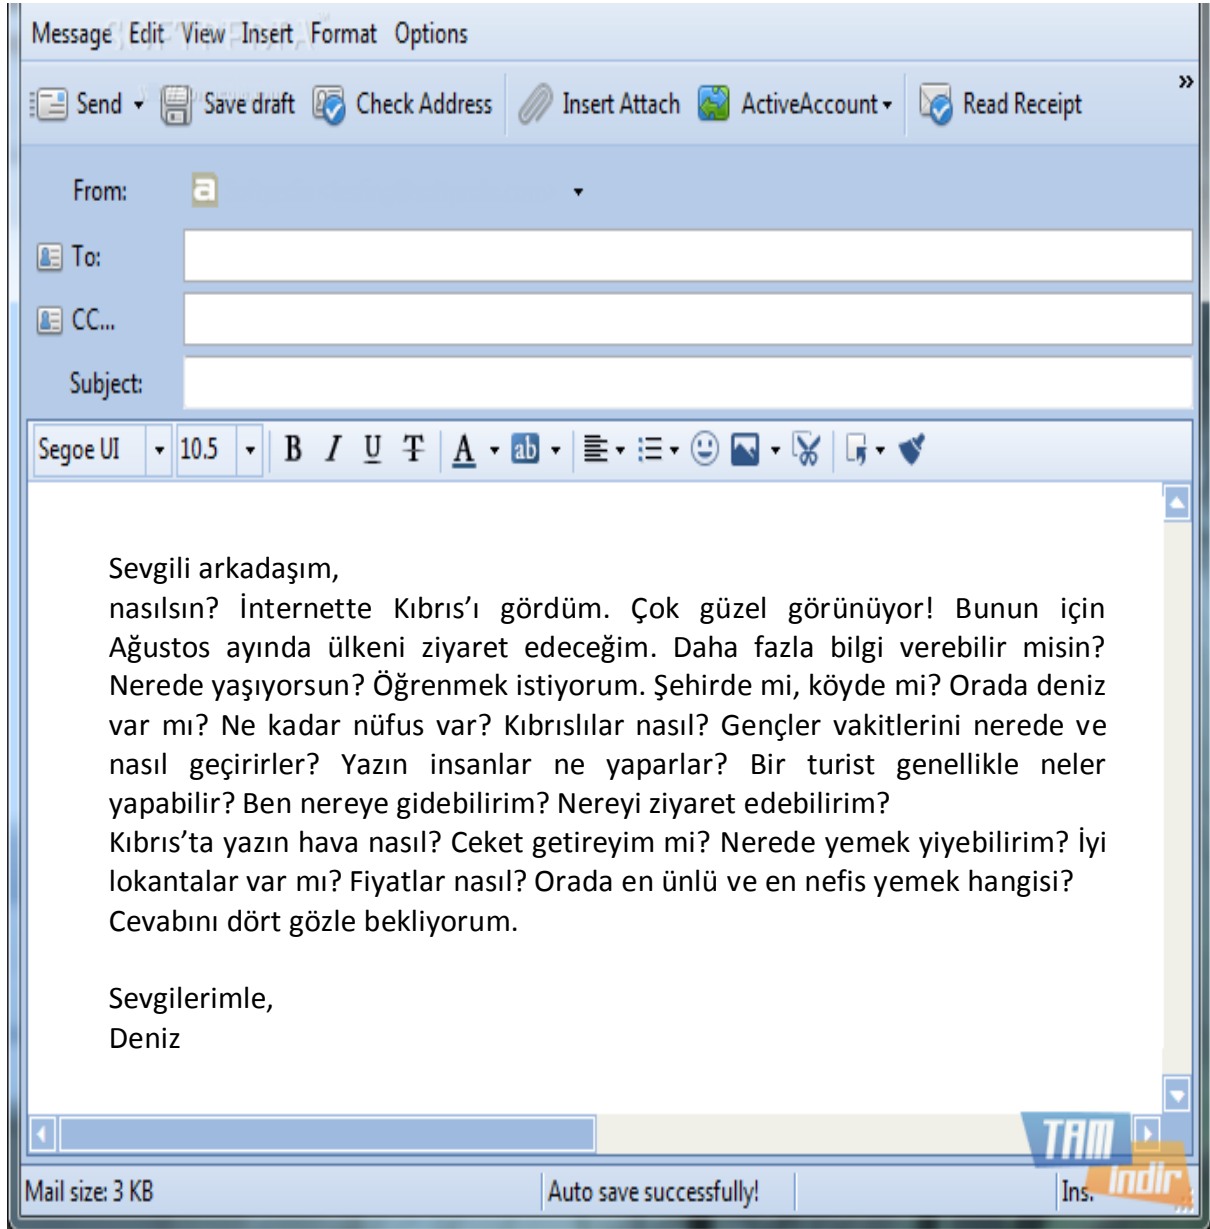 Message Edit View Insert Format Options
Send Save draft Check Address Insert Attach ActiveAccount Read Receipt »
From: a
To:
CC...
Subject:
Segoe UI 10.5 B I U T A ab
Sevgili arkadaşım,
nasılsın? İnternette Kıbrıs’ı gördüm. Çok güzel görünüyor! Bunun için
Ağustos ayında ülkeni ziyaret edeceğim. Daha fazla bilgi verebilir misin?
Nerede yaşıyorsun? Öğrenmek istiyorum. Şehirde mi, köyde mi? Orada deniz
var mı? Ne kadar nüfus var? Kıbrıslılar nasıl? Gençler vakitlerini nerede ve
nasıl geçirirler? Yazın insanlar ne yaparlar? Bir turist genellikle neler
yapabilir? Ben nereye gidebilirim? Nereyi ziyaret edebilirim?
Kıbrıs’ta yazın hava nasıl? Ceket getireyim mi? Nerede yemek yiyebilirim? İyi
lokantalar var mı? Fiyatlar nasıl? Orada en ünlü ve en nefis yemek hangisi?
Cevabını dört gözle bekliyorum.
Sevgilerimle,
Deniz
TAM
indir
Mail size: 3 KB Auto save successfully! Ins.